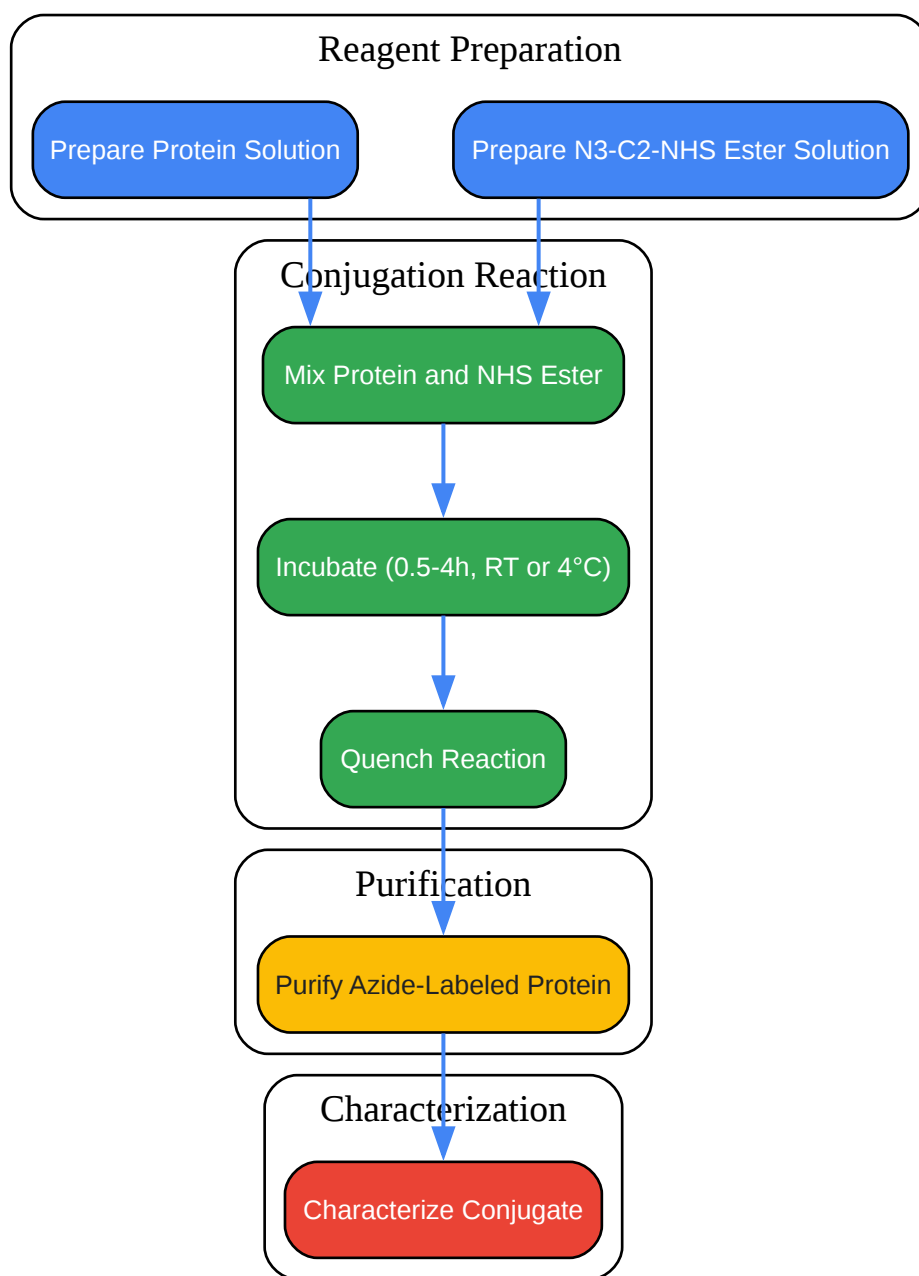 Reagent Preparation
Prepare Protein Solution
Prepare N3-C2-NHS Ester Solution
Conjugation Reaction
Mix Protein and NHS Ester
Incubate (0.5-4h, RT or 4°C)
Quench Reaction
Purification
Purify Azide-Labeled Protein
Characterization
Characterize Conjugate